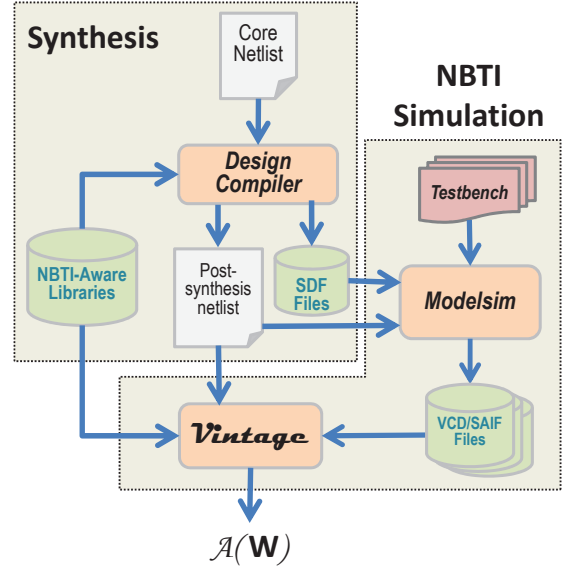 Synthesis
Core
Netlist
NBTI
Simulation
Design
Compiler
Testbench
NBTI-Aware
Libraries
Post-
synthesis
netlist
SDF
Files
Modelsim
Vintage
VCD/SAIF
Files
A(W)